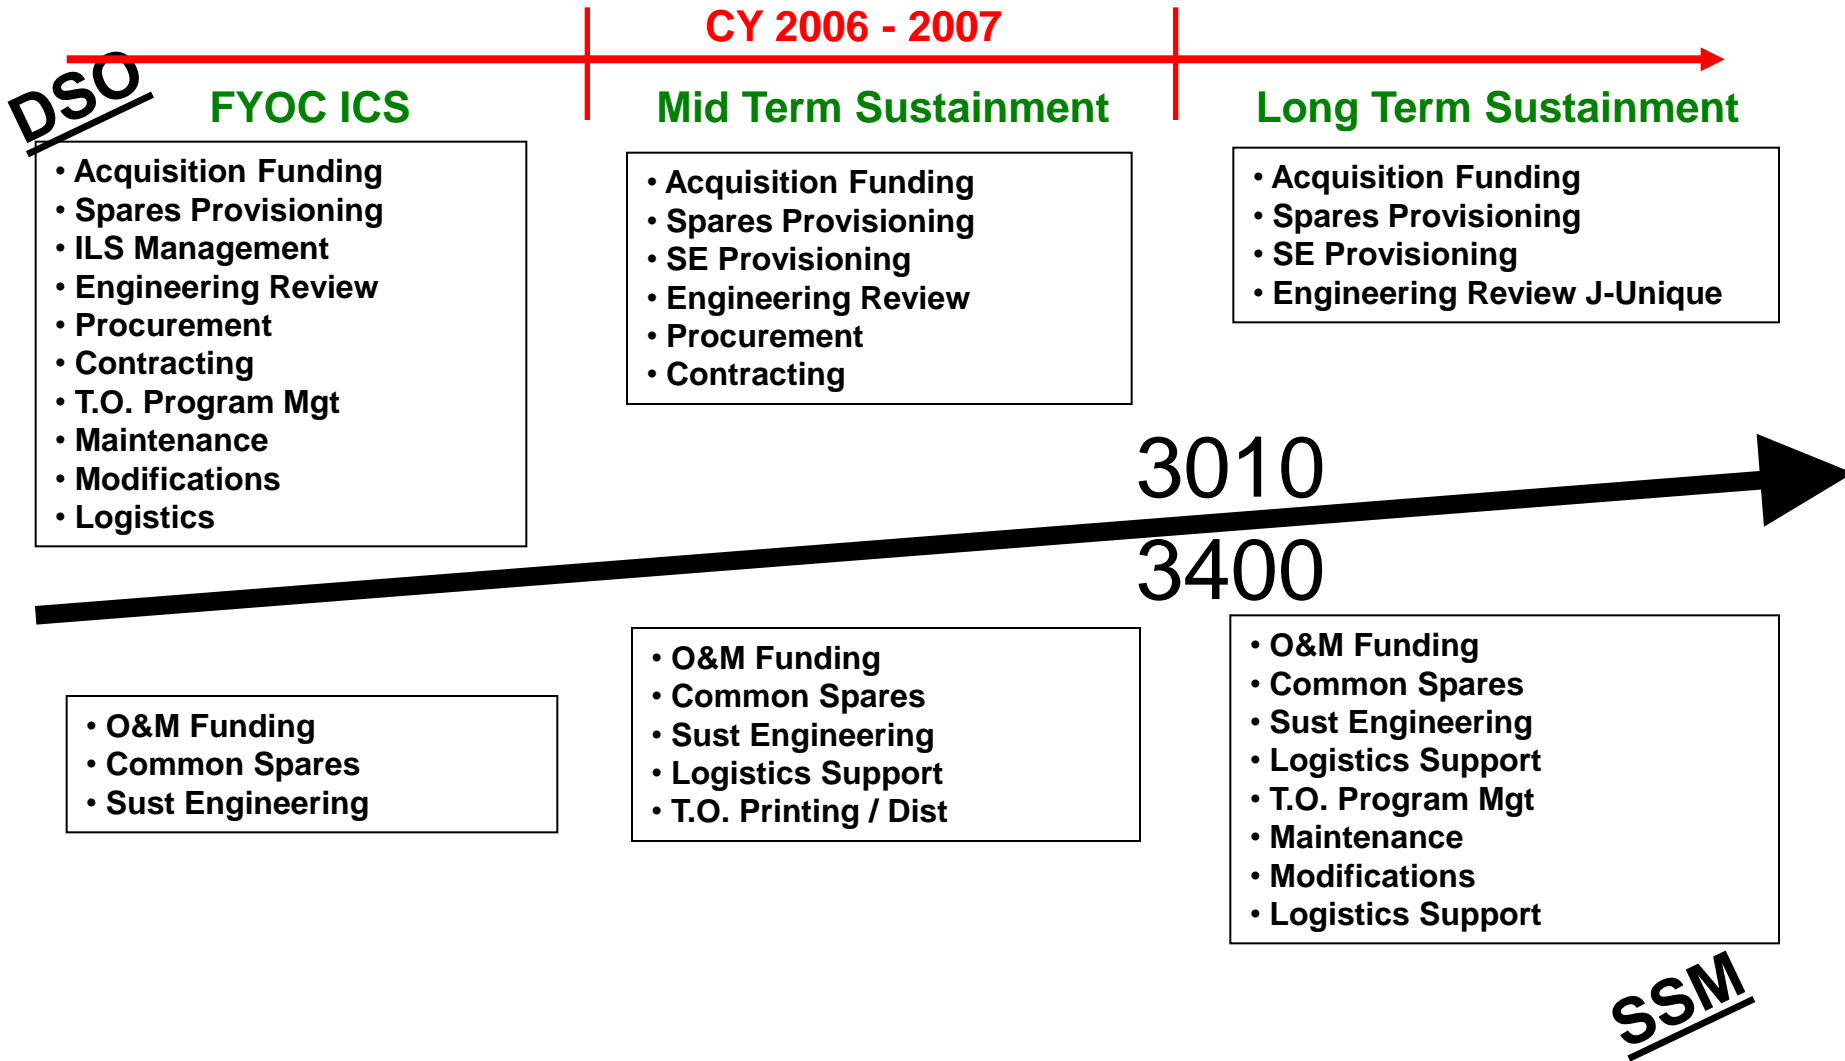 CY 2006 - 2007
DSO
FYOC ICS
• Acquisition Funding
• Spares Provisioning
• ILS Management
• Engineering Review
• Procurement
• Contracting
• T.O. Program Mgt
• Maintenance
• Modifications
• Logistics
Mid Term Sustainment
• Acquisition Funding
• Spares Provisioning
• SE Provisioning
• Engineering Review
• Procurement
• Contracting
Long Term Sustainment
• Acquisition Funding
• Spares Provisioning
• SE Provisioning
• Engineering Review J-Unique
3010
3400
• O&M Funding
• Common Spares
• Sust Engineering
• O&M Funding
• Common Spares
• Sust Engineering
• Logistics Support
• T.O. Printing / Dist
• O&M Funding
• Common Spares
• Sust Engineering
• Logistics Support
• T.O. Program Mgt
• Maintenance
• Modifications
• Logistics Support
SSM